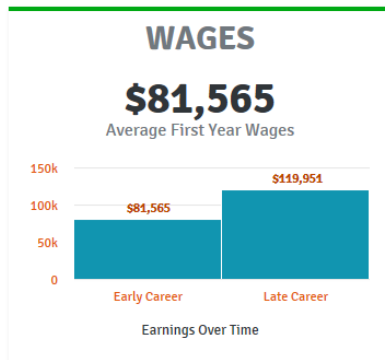 WAGES
$81,565
Average First Year Wages
150k
100k
50k
0
$81,565
$119,951
Early Career
Late Career
Earnings Over Time